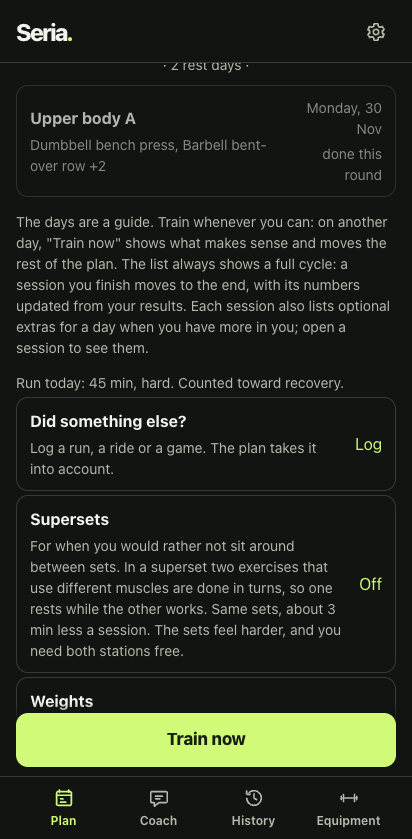 Seria.
· 2 rest days ·
Upper body A
Dumbbell bench press, Barbell bent-
over row +2
Monday, 30
Nov
done this
round
The days are a guide. Train whenever you can: on another
day, "Train now" shows what makes sense and moves the
rest of the plan. The list always shows a full cycle: a
session you finish moves to the end, with its numbers
updated from your results. Each session also lists optional
extras for a day when you have more in you; open a
session to see them.
Run today: 45 min, hard. Counted toward recovery.
Did something else?
Log a run, a ride or a game. The plan takes it
into account.
Log
Supersets
For when you would rather not sit around
between sets. In a superset two exercises that
use different muscles are done in turns, so one
rests while the other works. Same sets, about 3
min less a session. The sets feel harder, and you
need both stations free.
Off
Weights
Train now
Plan
Coach
History
Equipment